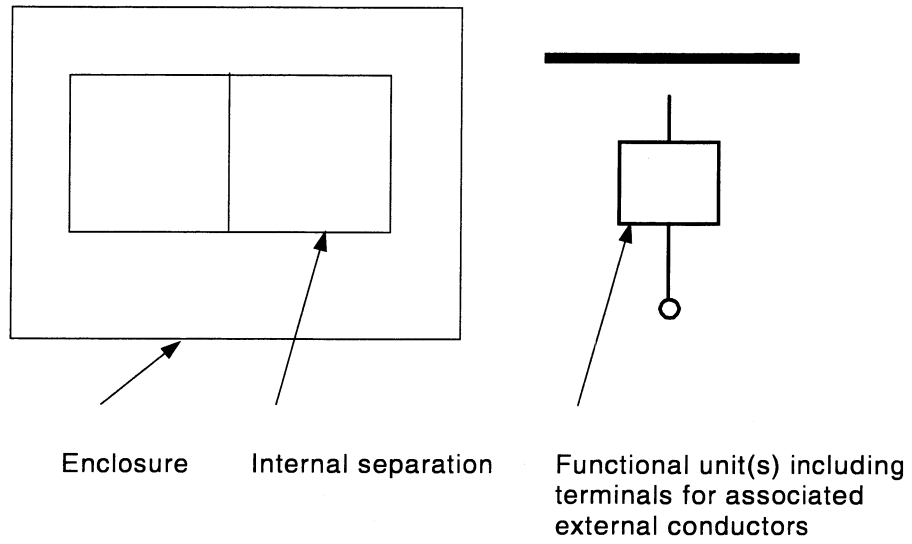 Enclosure
Internal separation
Functional unit(s) including
terminals for associated
external conductors